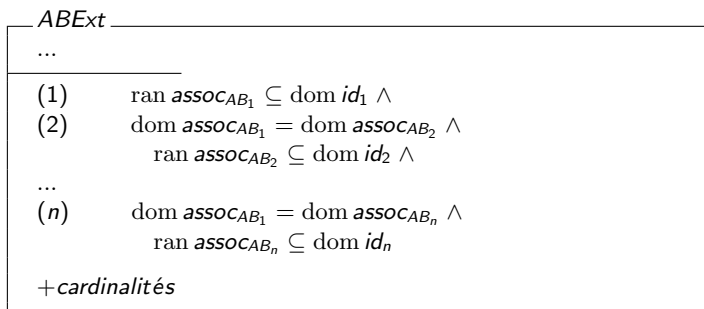 ABExt
...
(1) ran assoc_{AB_1} ⊆ dom id_1 ∧
(2) dom assoc_{AB_1} = dom assoc_{AB_2} ∧
ran assoc_{AB_2} ⊆ dom id_2 ∧
...
(n) dom assoc_{AB_1} = dom assoc_{AB_n} ∧
ran assoc_{AB_n} ⊆ dom id_n
+cardinalités